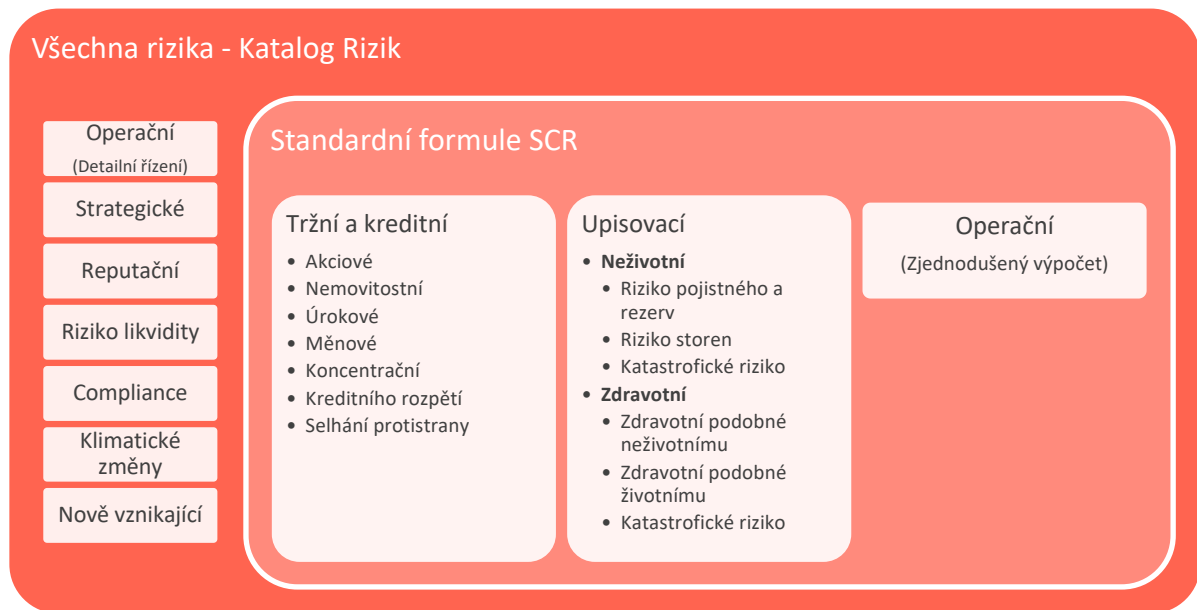 Všechna rizika - Katalog Rizik
Operační
(Detailní řízení)
Strategické
Reputační
Riziko likvidity
Compliance
Klimatické
změny
Nově vznikající
Standardní formule SCR
Tržní a kreditní
• Akciové
• Nemovitostní
• Úrokové
• Měnové
• Koncentrační
• Kreditního rozpětí
• Selhání protistrany
Upisovací
• Neživotní
• Riziko pojistného a
rezerv
• Riziko storen
• Katastrofické riziko
• Zdravotní
• Zdravotní podobné
neživotnímu
• Zdravotní podobné
životnímu
• Katastrofické riziko
Operační
(Zjednodušený výpočet)